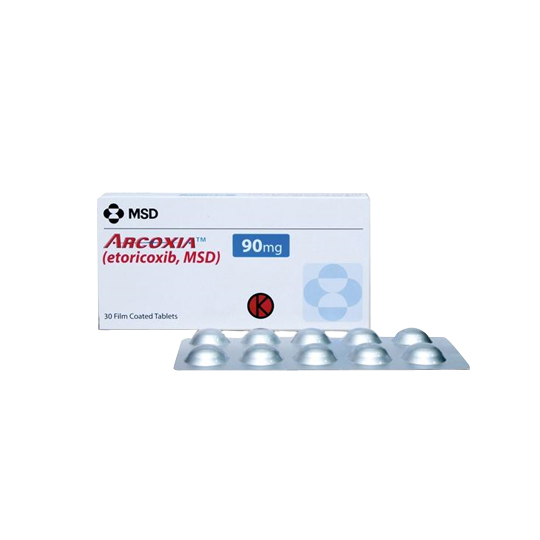 MSD
ARCOXIA™ 90mg
(etoricoxib, MSD)
K
30 Film Coated Tablets